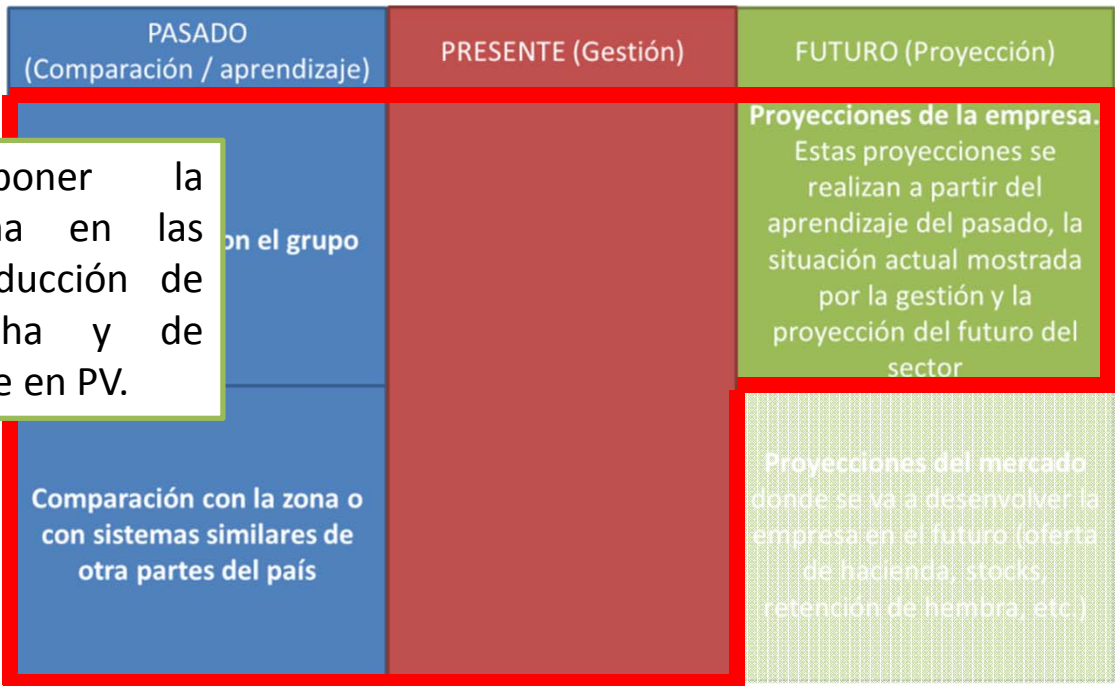 PASADO
(Comparación / aprendizaje)
PRESENTE (Gestión)
FUTURO (Proyección)
poner la
en las
de
ha y de
en PV.
el grupo
Comparación con la zona o
con sistemas similares de
otra partes del país
Proyecciones de la empresa.
Estas proyecciones se
realizan a partir del
aprendizaje del pasado, la
situación actual mostrada
por la gestión y la
proyección del futuro del
sector
Proyecciones del mercado
donde se va a desenvolver la
empresa en el futuro (oferta
de hacienda, stocks,
retención de hembra, etc.)